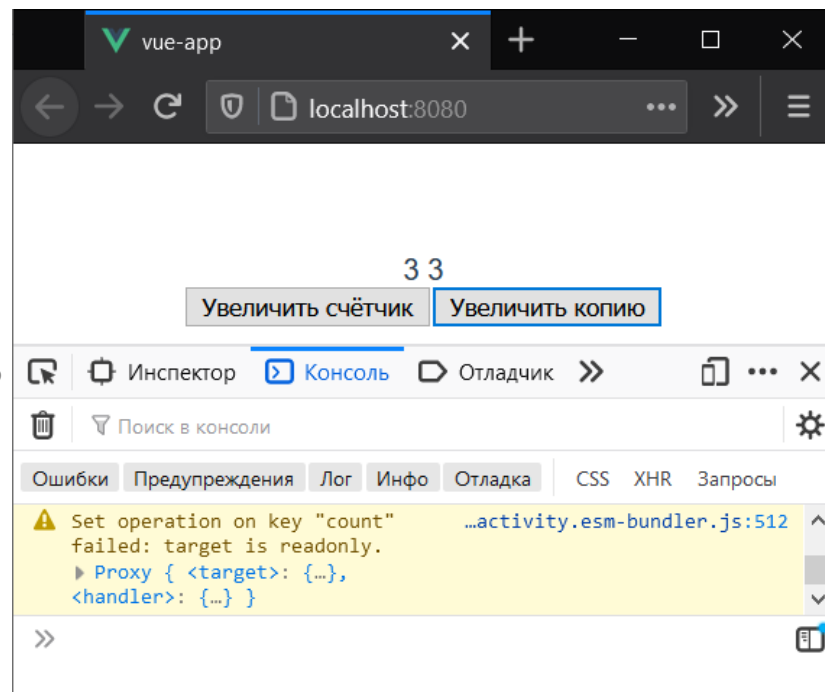 vue-app
localhost:8080
3 3
Увеличить счётчик Увеличить копию
Инспектор Консоль Отладчик
Поиск в консоли
Ошибки Предупреждения Лог Инфо Отладка CSS XHR Запросы
Set operation on key "count" …activity.esm-bundler.js:512
failed: target is readonly.
Proxy { <target>: {…},
<handler>: {…} }